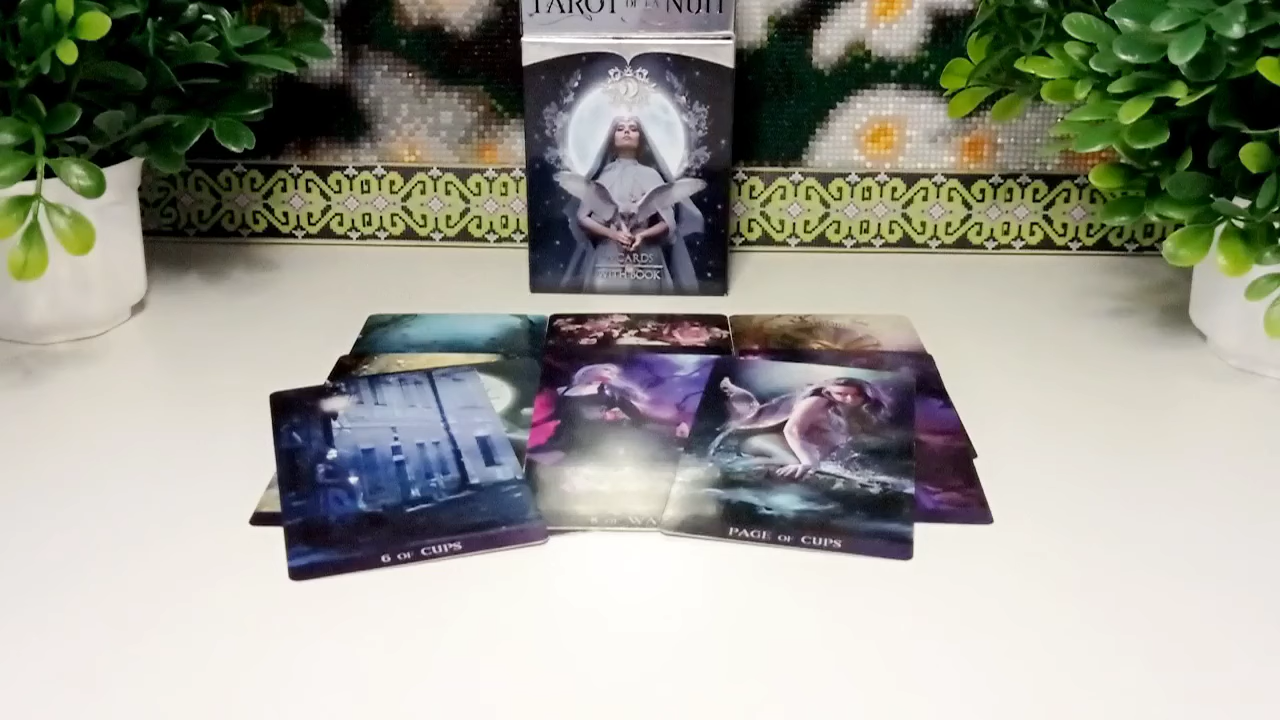 TAROT DE LA NUIT
CARDS
WITH BOOK
6 OF CUPS
PAGE OF CUPS